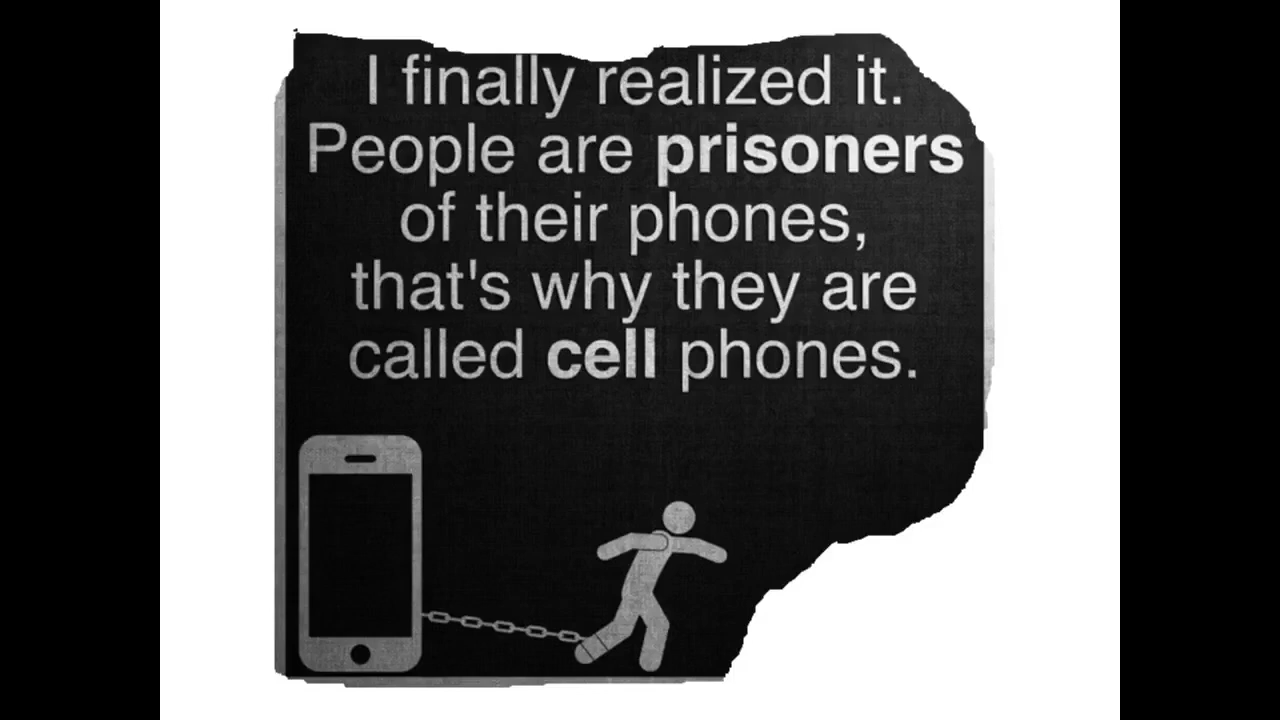 I finally realized it.
People are prisoners
of their phones,
that's why they are
called cell phones.